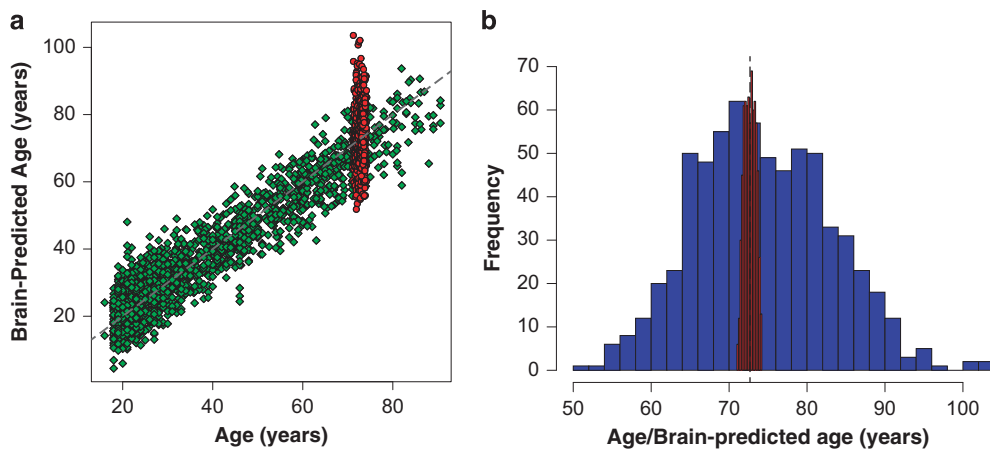 a
Brain-Predicted Age (years)
100
80
60
40
20
20 40 60 80
Age (years)
b
Frequency
70
60
50
40
30
20
10
0
50 60 70 80 90 100
Age/Brain-predicted age (years)